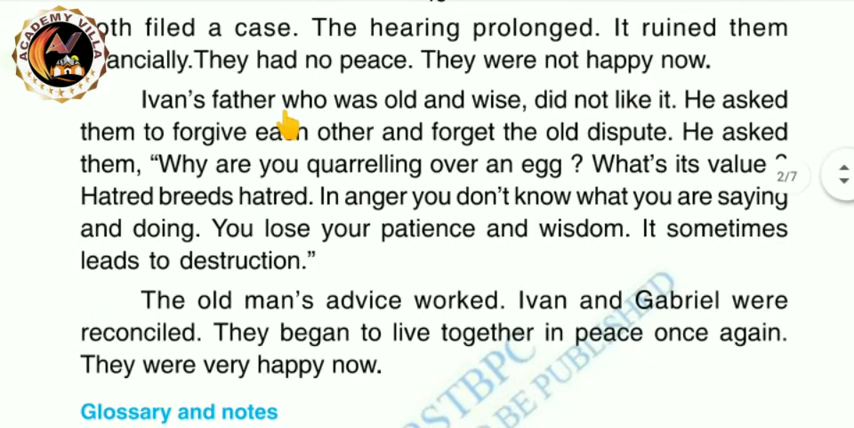 ACADEMY VILLA
oth filed a case. The hearing prolonged. It ruined them
ancially.They had no peace. They were not happy now.
Ivan's father who was old and wise, did not like it. He asked
them to forgive each other and forget the old dispute. He asked
them, “Why are you quarrelling over an egg ? What's its value ?
2/7
Hatred breeds hatred. In anger you don't know what you are saying
and doing. You lose your patience and wisdom. It sometimes
leads to destruction.”
The old man's advice worked. Ivan and Gabriel were
reconciled. They began to live together in peace once again.
They were very happy now.
STBPC
BE PUBLISHED
Glossary and notes